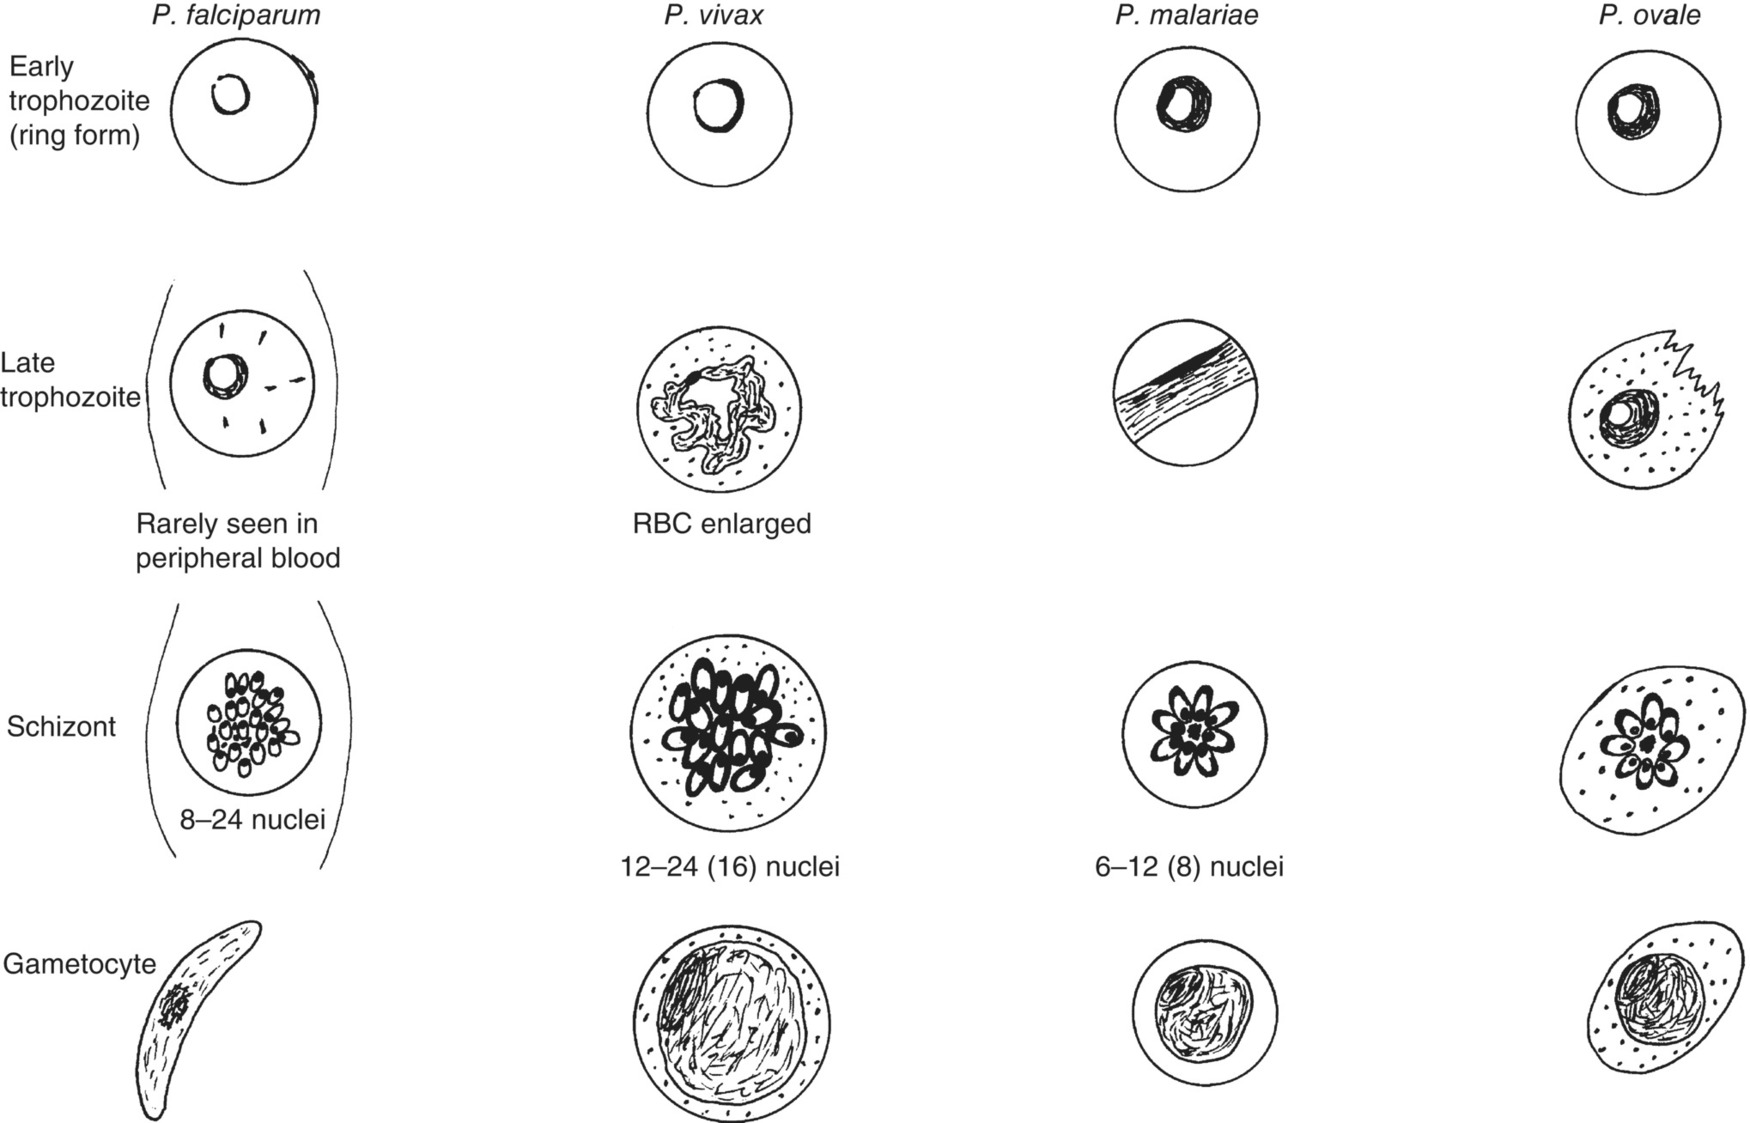 P. falciparum
P. vivax
P. malariae
P. ovale
Early
trophozoite
(ring form)
Late
trophozoite
Rarely seen in
peripheral blood
RBC enlarged
Schizont
8–24 nuclei
12–24 (16) nuclei
6–12 (8) nuclei
Gametocyte